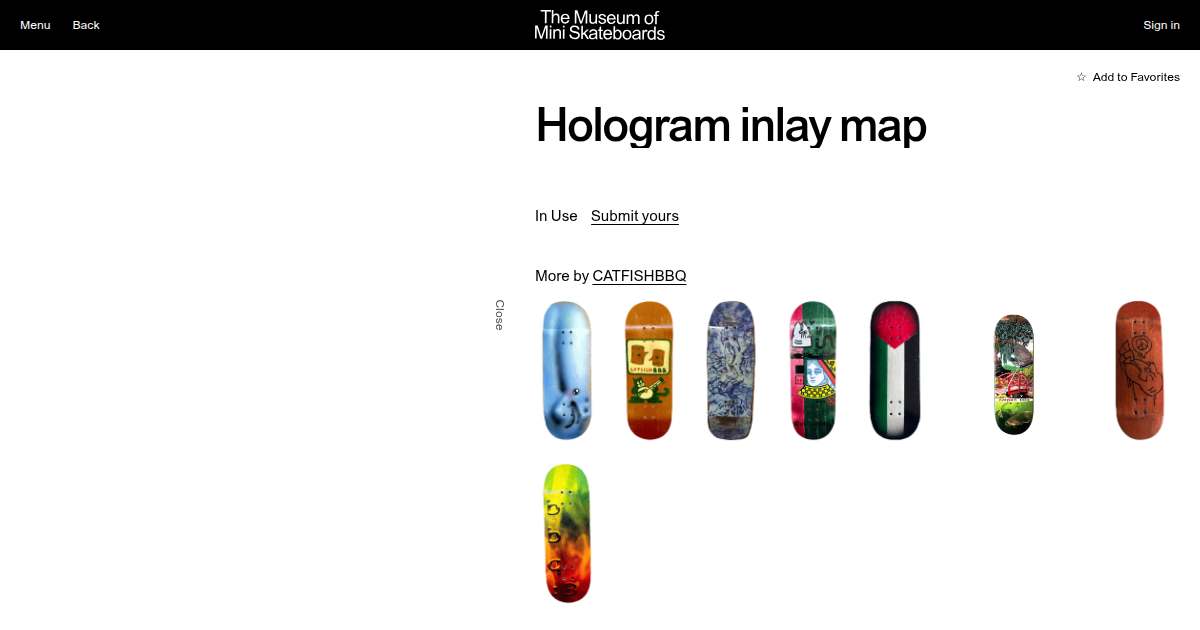 Menu Back
The Museum of
Mini Skateboards
Sign in
☆ Add to Favorites
Hologram inlay map
In Use Submit yours
More by CATFISHBBQ
Close